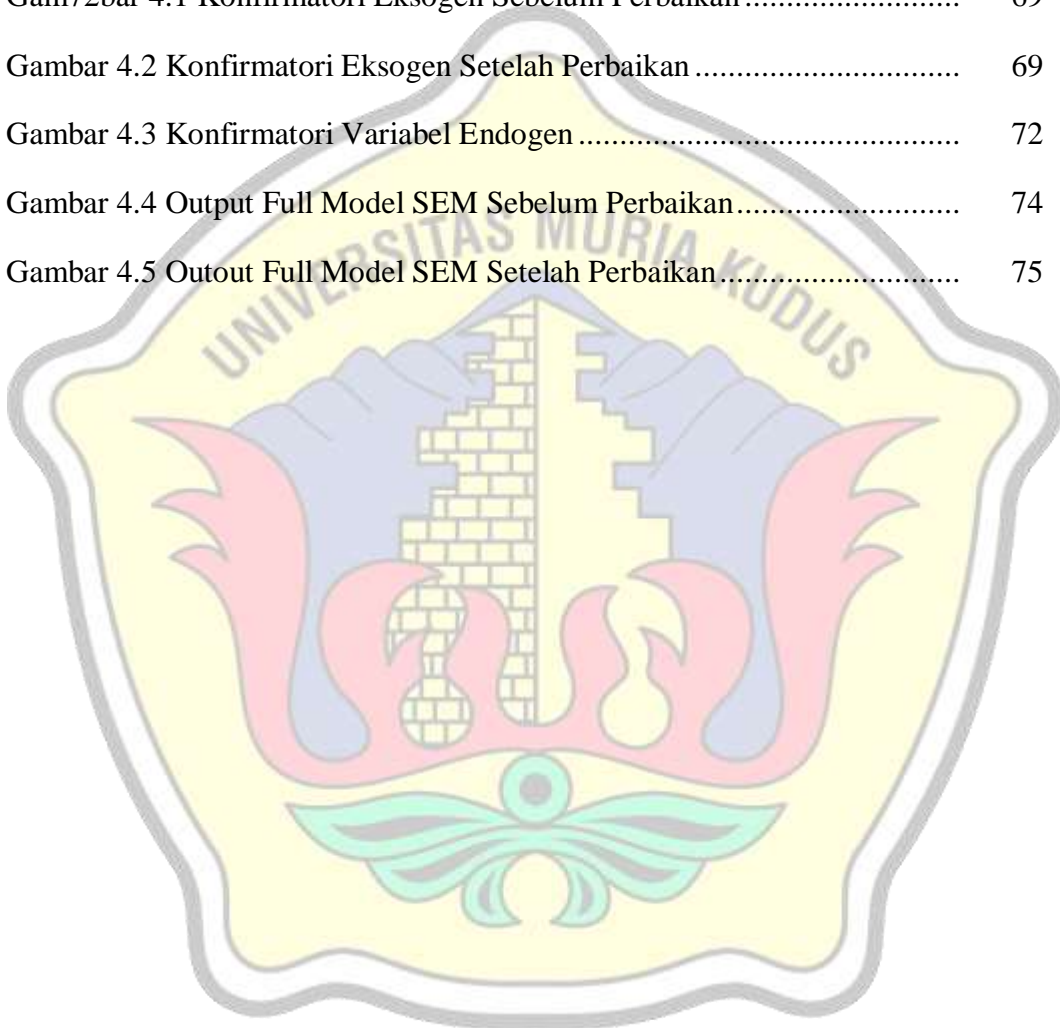 Gam72bar 4.1 Konfirmatori Eksogen Sebelum Perbaikan ............................ 69
Gambar 4.2 Konfirmatori Eksogen Setelah Perbaikan ............................. 69
Gambar 4.3 Konfirmatori Variabel Endogen .......................................... 72
Gambar 4.4 Output Full Model SEM Sebelum Perbaikan ......................... 74
Gambar 4.5 Outout Full Model SEM Setelah Perbaikan .......................... 75
UNIVERSITAS MURIA KUDUS